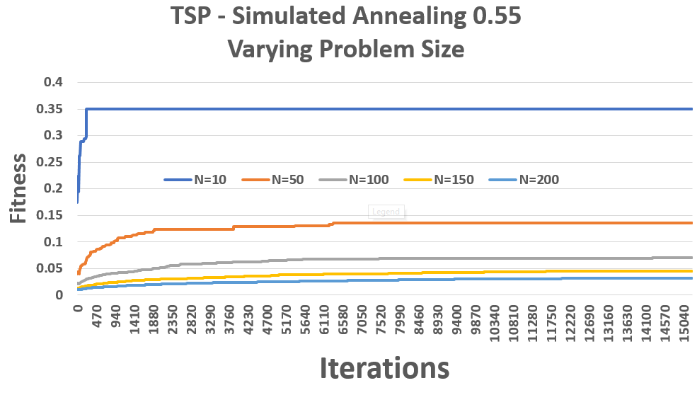 TSP - Simulated Annealing 0.55
Varying Problem Size
0.4
0.35
0.3
0.25
0.2
0.15
0.1
0.05
0
Fitness
N=10 N=50 N=100 N=150 N=200
Legend
0 470 940 1410 1880 2350 2820 3290 3760 4230 4700 5170 5640 6110 6580 7050 7520 7990 8460 8930 9400 9870 10340 10810 11280 11750 12220 12690 13160 13630 14100 14570 15040
Iterations